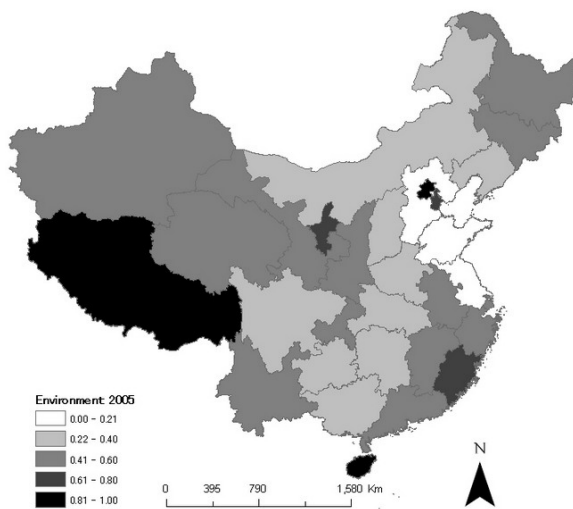 Environment: 2005
0.00 - 0.21
0.22 - 0.40
0.41 - 0.60
0.61 - 0.80
0.81 - 1.00
0 395 790 1,580 Km
N